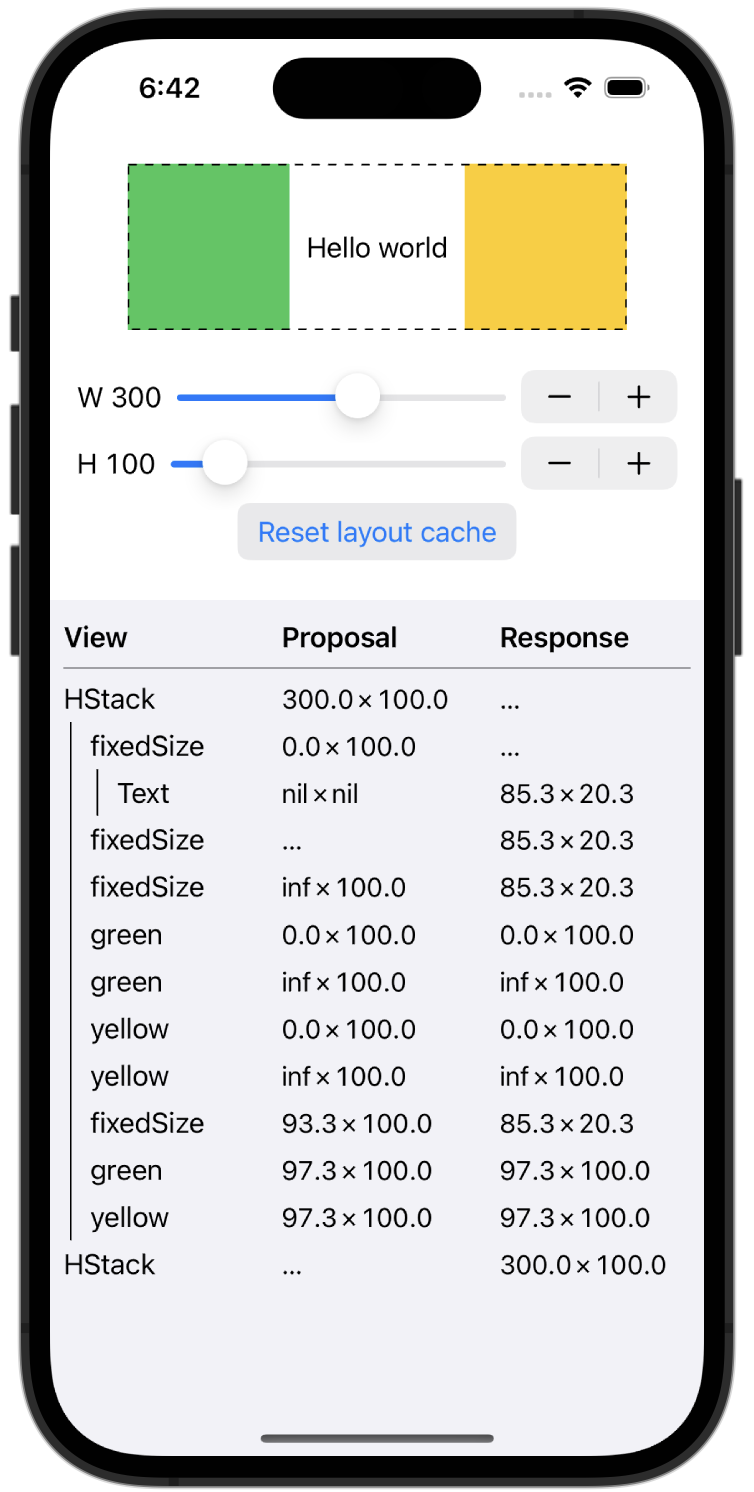 6:42
Hello world
W 300 − +
H 100 − +
Reset layout cache
View Proposal Response
HStack 300.0×100.0 …
fixedSize 0.0×100.0 …
Text nil×nil 85.3×20.3
fixedSize … 85.3×20.3
fixedSize inf×100.0 85.3×20.3
green 0.0×100.0 0.0×100.0
green inf×100.0 inf×100.0
yellow 0.0×100.0 0.0×100.0
yellow inf×100.0 inf×100.0
fixedSize 93.3×100.0 85.3×20.3
green 97.3×100.0 97.3×100.0
yellow 97.3×100.0 97.3×100.0
HStack … 300.0×100.0